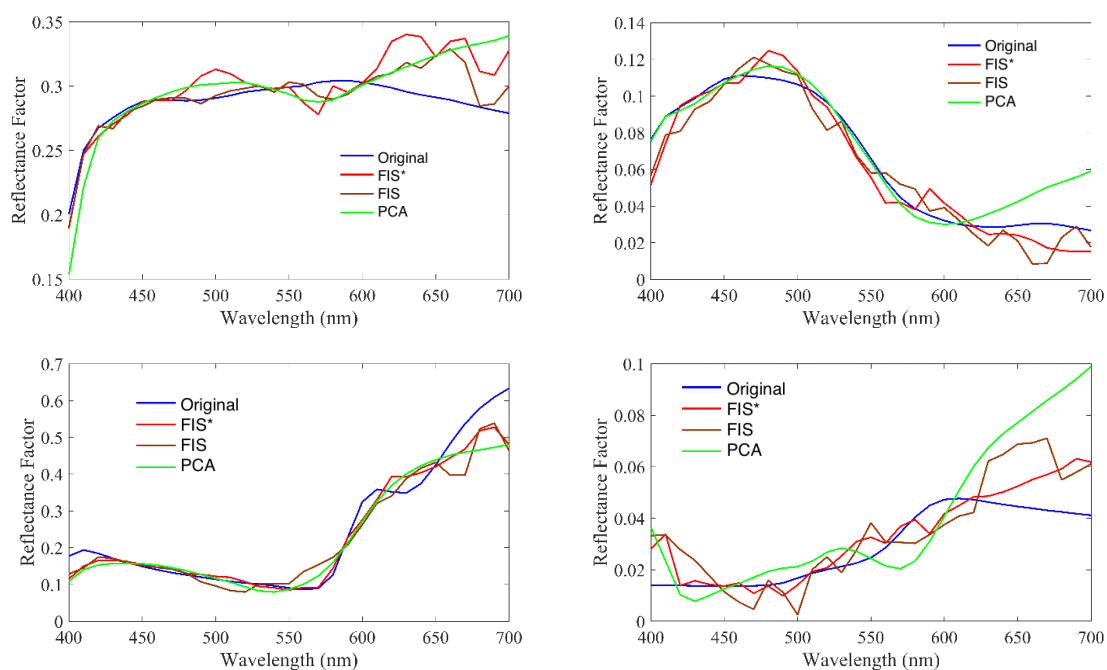 0.35
0.3
0.25
0.2
0.15
Reflectance Factor
Original
FIS*
FIS
PCA
400 450 500 550 600 650 700
Wavelength (nm)
0.14
0.12
0.1
0.08
0.06
0.04
0.02
0
Reflectance Factor
Original
FIS*
FIS
PCA
400 450 500 550 600 650 700
Wavelength (nm)
0.7
0.6
0.5
0.4
0.3
0.2
0.1
0
Reflectance Factor
Original
FIS*
FIS
PCA
400 450 500 550 600 650 700
Wavelength (nm)
0.1
0.08
0.06
0.04
0.02
0
Reflectance Factor
Original
FIS*
FIS
PCA
400 450 500 550 600 650 700
Wavelength (nm)